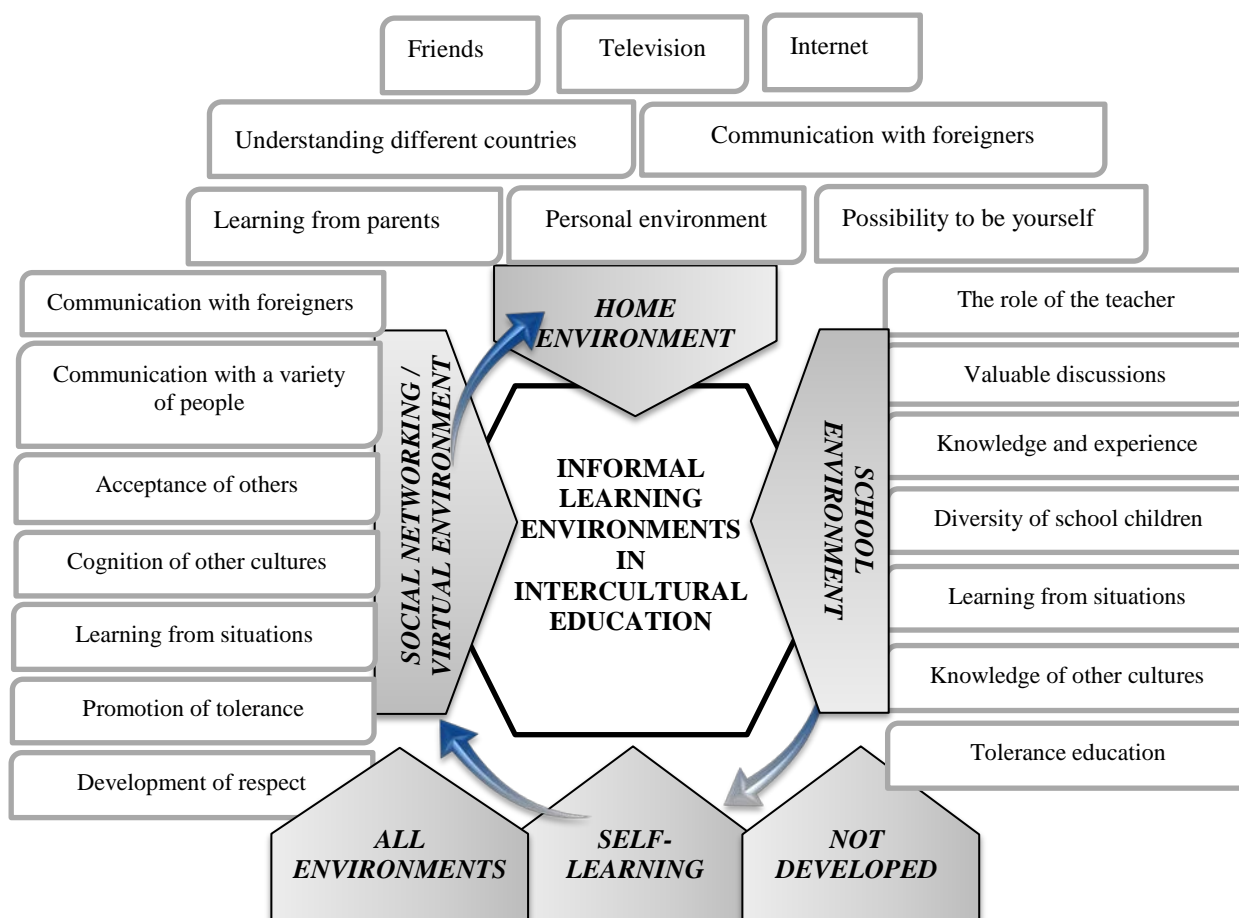 Friends
Television
Internet
Understanding different countries
Communication with foreigners
Learning from parents
Personal environment
Possibility to be yourself
HOME
ENVIRONMENT
Communication with foreigners
Communication with a variety
of people
Acceptance of others
Cognition of other cultures
Learning from situations
Promotion of tolerance
Development of respect
SOCIAL NETWORKING /
VIRTUAL ENVIRONMENT
INFORMAL
LEARNING
ENVIRONMENTS
IN
INTERCULTURAL
EDUCATION
SCHOOL
ENVIRONMENT
The role of the teacher
Valuable discussions
Knowledge and experience
Diversity of school children
Learning from situations
Knowledge of other cultures
Tolerance education
ALL
ENVIRONMENTS
SELF-
LEARNING
NOT
DEVELOPED